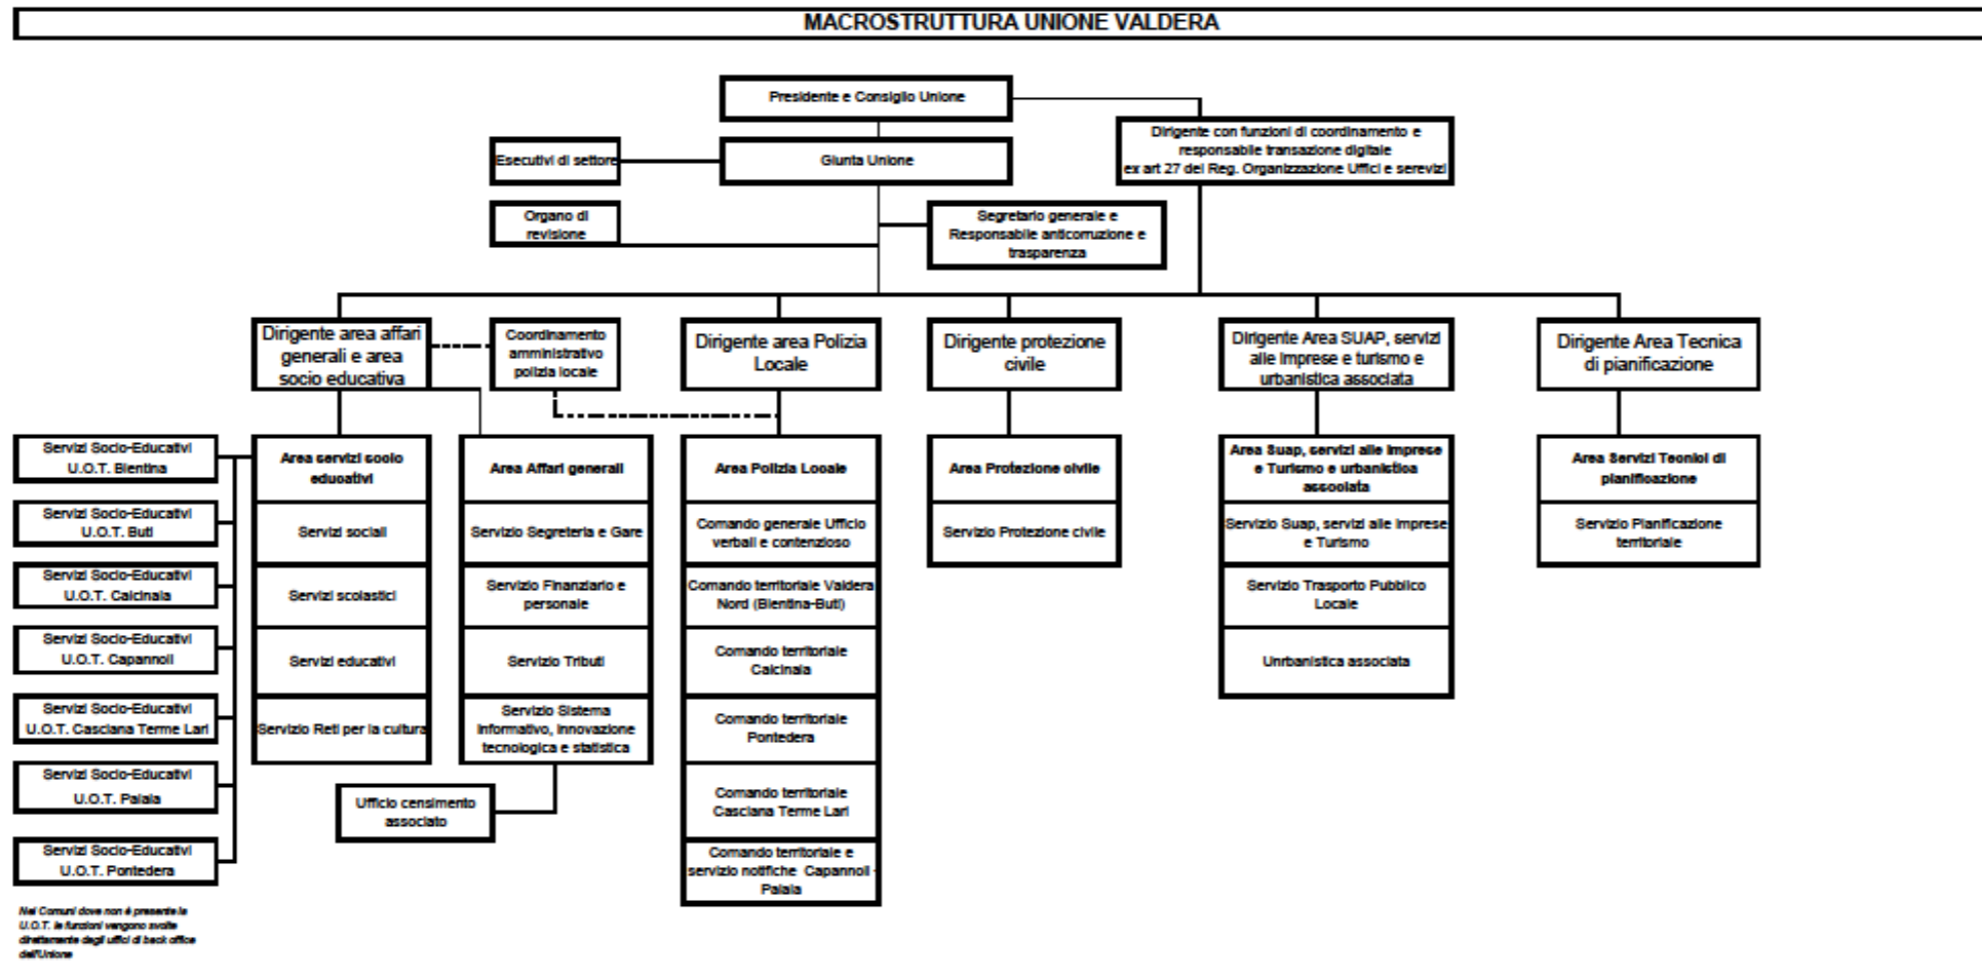 MACROSTRUTTURA UNIONE VALDERA
Presidente e Consiglio Unione
Dirigente con funzioni di coordinamento e
responsabile transazione digitale
ex art 27 del Reg. Organizzazione Uffici e serevizi
Esecutivi di settore
Giunta Unione
Organo di
revisione
Segretario generale e
Responsabile anticorruzione e
trasparenza
Dirigente area affari
generali e area
socio educativa
Coordinamento
amministrativo
polizia locale
Dirigente area Polizia
Locale
Dirigente protezione
civile
Dirigente Area SUAP, servizi
alle imprese e turismo e
urbanistica associata
Dirigente Area Tecnica
di pianificazione
Servizi Socio-Educativi
U.O.T. Bientina
Servizi Socio-Educativi
U.O.T. Buti
Servizi Socio-Educativi
U.O.T. Calcinaia
Servizi Socio-Educativi
U.O.T. Capannoli
Servizi Socio-Educativi
U.O.T. Casciana Terme Lari
Servizi Socio-Educativi
U.O.T. Palaia
Servizi Socio-Educativi
U.O.T. Pontedera
Area servizi socio
educativi
Servizi sociali
Servizi scolastici
Servizi educativi
Servizio Reti per la cultura
Area Affari generali
Servizio Segreteria e Gare
Servizio Finanziario e
personale
Servizio Tributi
Servizio Sistema
Informativo, innovazione
tecnologica e statistica
Ufficio censimento
associato
Area Polizia Locale
Comando generale Ufficio
verbali e contenzioso
Comando territoriale Valdera
Nord (Bientina-Buti)
Comando territoriale
Calcinaia
Comando territoriale
Pontedera
Comando territoriale
Casciana Terme Lari
Comando territoriale e
servizio notifiche Capannoli -
Palaia
Area Protezione civile
Servizio Protezione civile
Area Suap, servizi alle imprese
e Turismo e urbanistica
associata
Servizio Suap, servizi alle imprese
e Turismo
Servizio Trasporto Pubblico
Locale
Unrbanistica associata
Area Servizi Tecnici di
pianificazione
Servizio Pianificazione
territoriale
Nei Comuni dove non è presente la
U.O.T. le funzioni vengono svolte
direttamente dagli uffici di back office
dell'Unione